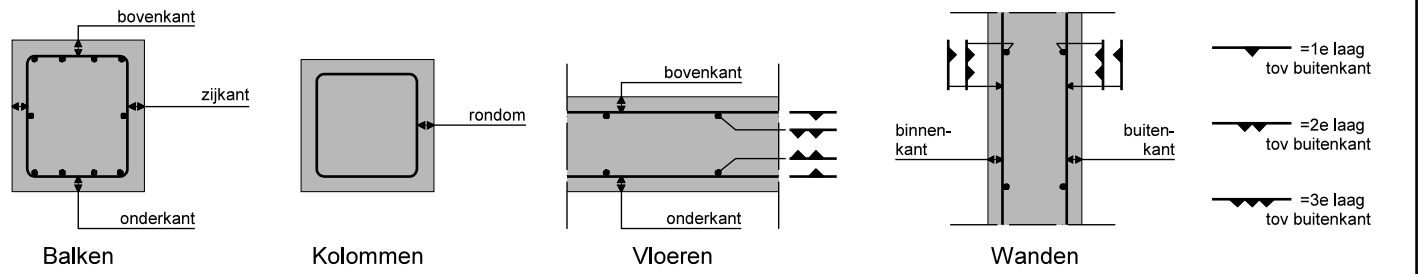 bovenkant
zijkant
onderkant
Balken
rondom
Kolommen
bovenkant
onderkant
Vloeren
binnen-
kant
buiten-
kant
Wanden
=1e laag
tov buitenkant
=2e laag
tov buitenkant
=3e laag
tov buitenkant